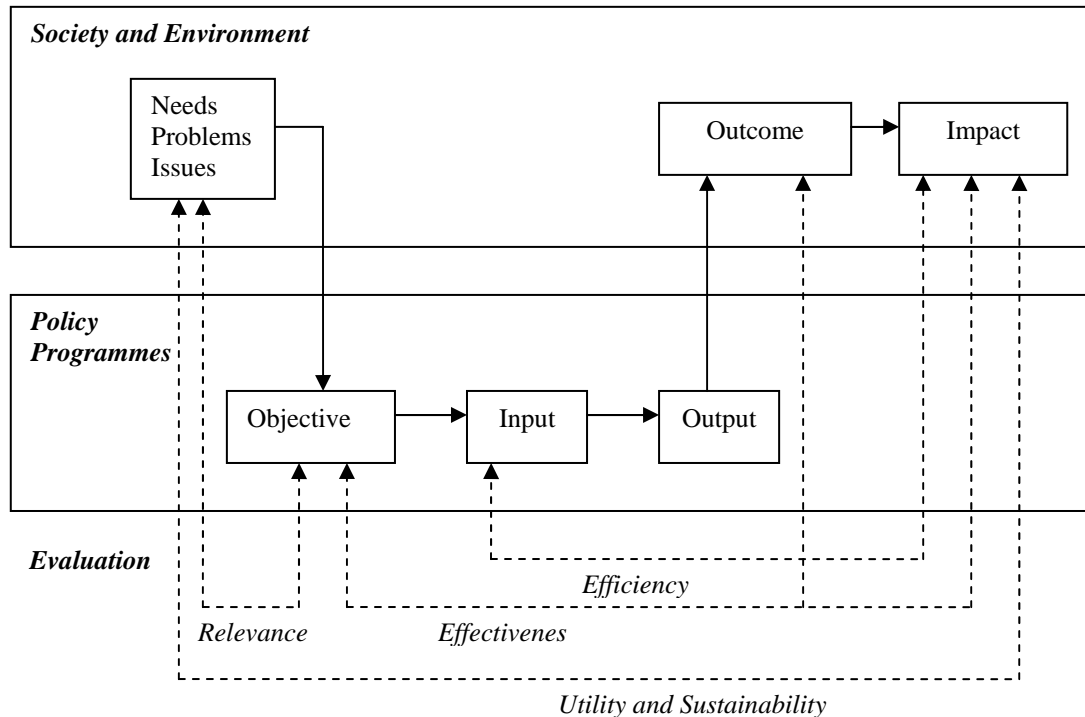 Society and Environment
Needs
Problems
Issues
Outcome
Impact
Policy
Programmes
Objective
Input
Output
Evaluation
Efficiency
Relevance
Effectivenes
Utility and Sustainability